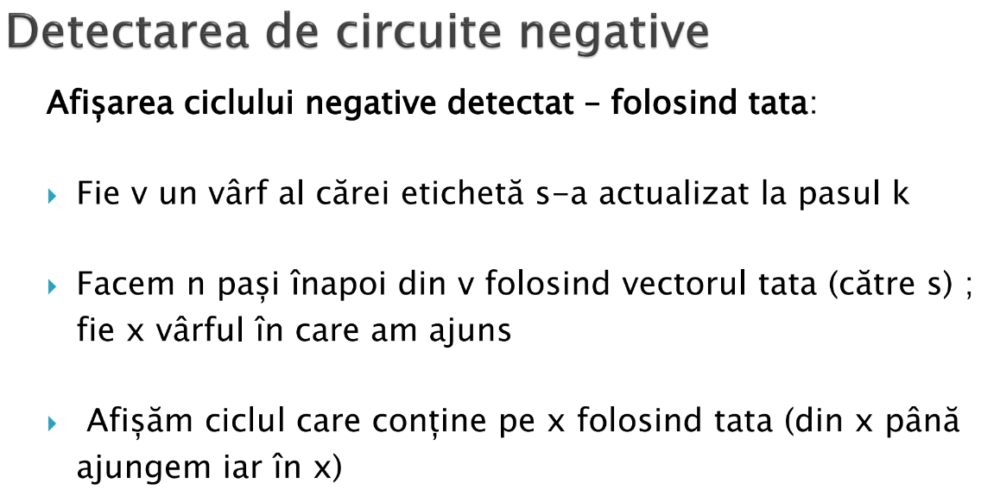 Detectarea de circuite negative
Afișarea ciclului negative detectat – folosind tata:
Fie v un vârf al cărei etichetă s-a actualizat la pasul k
Facem n pași înapoi din v folosind vectorul tata (către s) ;
fie x vârful în care am ajuns
Afișăm ciclul care conține pe x folosind tata (din x până
ajungem iar în x)